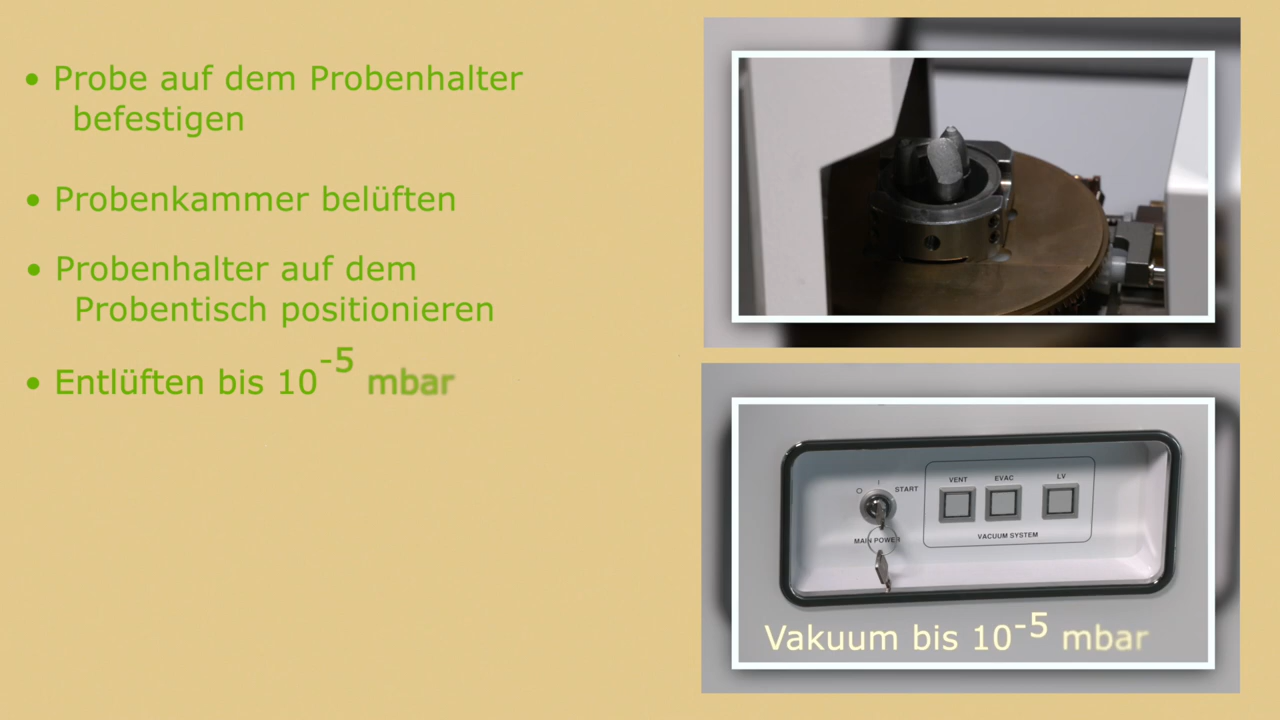 • Probe auf dem Probenhalter
befestigen
• Probenkammer belüften
• Probenhalter auf dem
Probentisch positionieren
• Entlüften bis 10⁻⁵ mbar
O I START
MAIN POWER
VENT EVAC LV
VACUUM SYSTEM
Vakuum bis 10⁻⁵ mbar